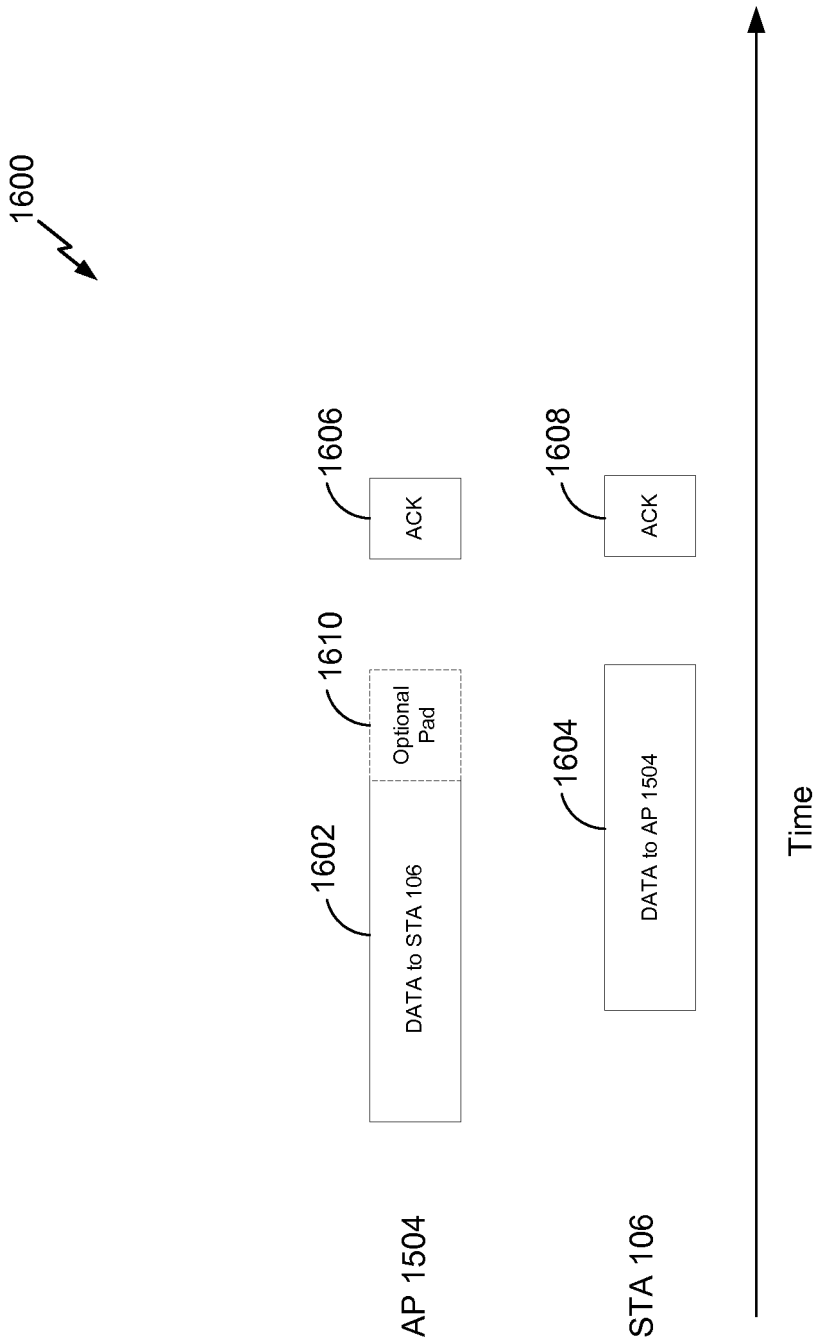 1600
1606
1610
1602
AP 1504
DATA to STA 106
Optional
Pad
ACK
1608
1604
STA 106
DATA to AP 1504
ACK
Time